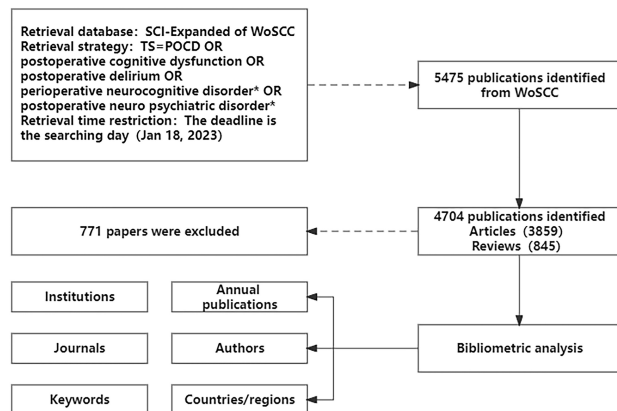 Retrieval database: SCI-Expanded of WoSCC
Retrieval strategy: TS=POCD OR
postoperative cognitive dysfunction OR
postoperative delirium OR
perioperative neurocognitive disorder* OR
postoperative neuro psychiatric disorder*
Retrieval time restriction: The deadline is
the searching day (Jan 18, 2023)
5475 publications identified
from WoSCC
771 papers were excluded
4704 publications identified
Articles (3859)
Reviews (845)
Institutions
Annual
publications
Journals
Authors
Bibliometric analysis
Keywords
Countries/regions